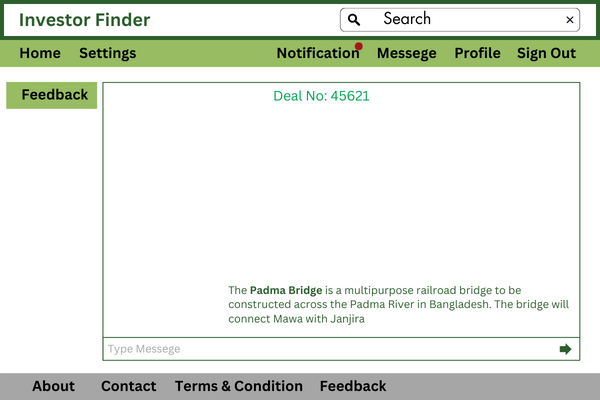 Investor Finder
Search
Home Settings Notification Messege Profile Sign Out
Feedback
Deal No: 45621
The Padma Bridge is a multipurpose railroad bridge to be
constructed across the Padma River in Bangladesh. The bridge will
connect Mawa with Janjira
Type Messege
About Contact Terms & Condition Feedback